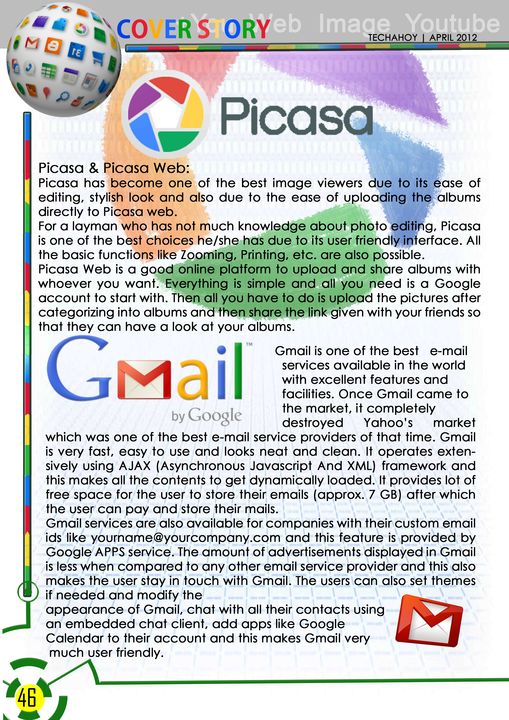 COVER STORY
Web Image Youtube
TECHAHOY | APRIL 2012
Picasa
Picasa & Picasa Web:
Picasa has become one of the best image viewers due to its ease of
editing, stylish look and also due to the ease of uploading the albums
directly to Picasa web.
For a layman who has not much knowledge about photo editing, Picasa
is one of the best choices he/she has due to its user friendly interface. All
the basic functions like Zooming, Printing, etc. are also possible.
Picasa Web is a good online platform to upload and share albums with
whoever you want. Everything is simple and all you need is a Google
account to start with. Then all you have to do is upload the pictures after
categorizing into albums and then share the link given with your friends so
that they can have a look at your albums.
Gmail™
by Google
Gmail is one of the best e-mail
services available in the world
with excellent features and
facilities. Once Gmail came to
the market, it completely
destroyed Yahoo's market
which was one of the best e-mail service providers of that time. Gmail
is very fast, easy to use and looks neat and clean. It operates exten-
sively using AJAX (Asynchronous Javascript And XML) framework and
this makes all the contents to get dynamically loaded. It provides lot of
free space for the user to store their emails (approx. 7 GB) after which
the user can pay and store their mails.
Gmail services are also available for companies with their custom email
ids like yourname@yourcompany.com and this feature is provided by
Google APPS service. The amount of advertisements displayed in Gmail
is less when compared to any other email service provider and this also
makes the user stay in touch with Gmail. The users can also set themes
if needed and modify the
appearance of Gmail, chat with all their contacts using
an embedded chat client, add apps like Google
Calendar to their account and this makes Gmail very
much user friendly.
46